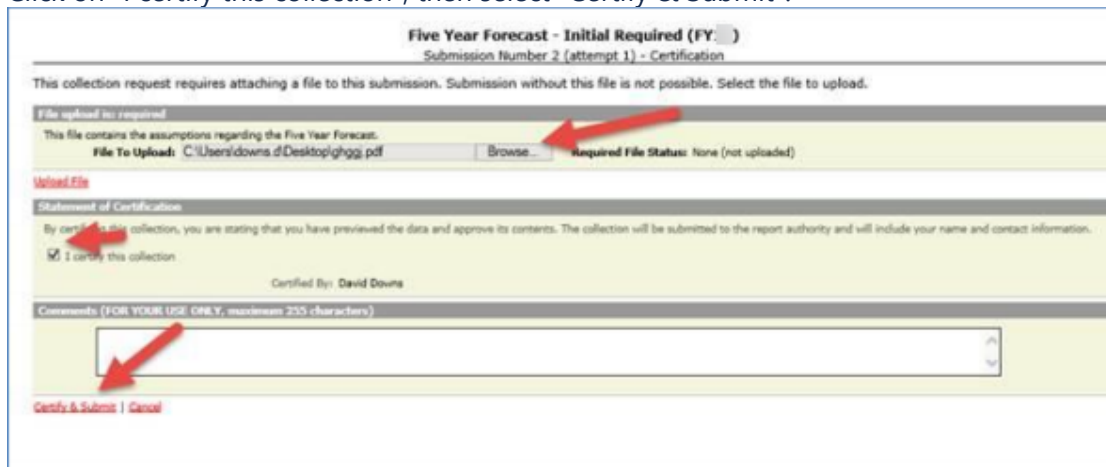 Click on "I certify this collection", then select "Certify & Submit".
Five Year Forecast - Initial Required (FY )
Submission Number 2 (attempt 1) - Certification
This collection request requires attaching a file to this submission. Submission without this file is not possible. Select the file to upload.
File upload is: required
This file contains the assumptions regarding the Five Year Forecast.
File To Upload: C:\Users\downs.d\Desktop\ghggj.pdf Browse... Required File Status: None (not uploaded)
Upload File
Statement of Certification
By certifying this collection, you are stating that you have previewed the data and approve its contents. The collection will be submitted to the report authority and will include your name and contact information.
I certify this collection
Certified By: David Downs
Comments (FOR YOUR USE ONLY, maximum 255 characters)
Certify & Submit | Cancel